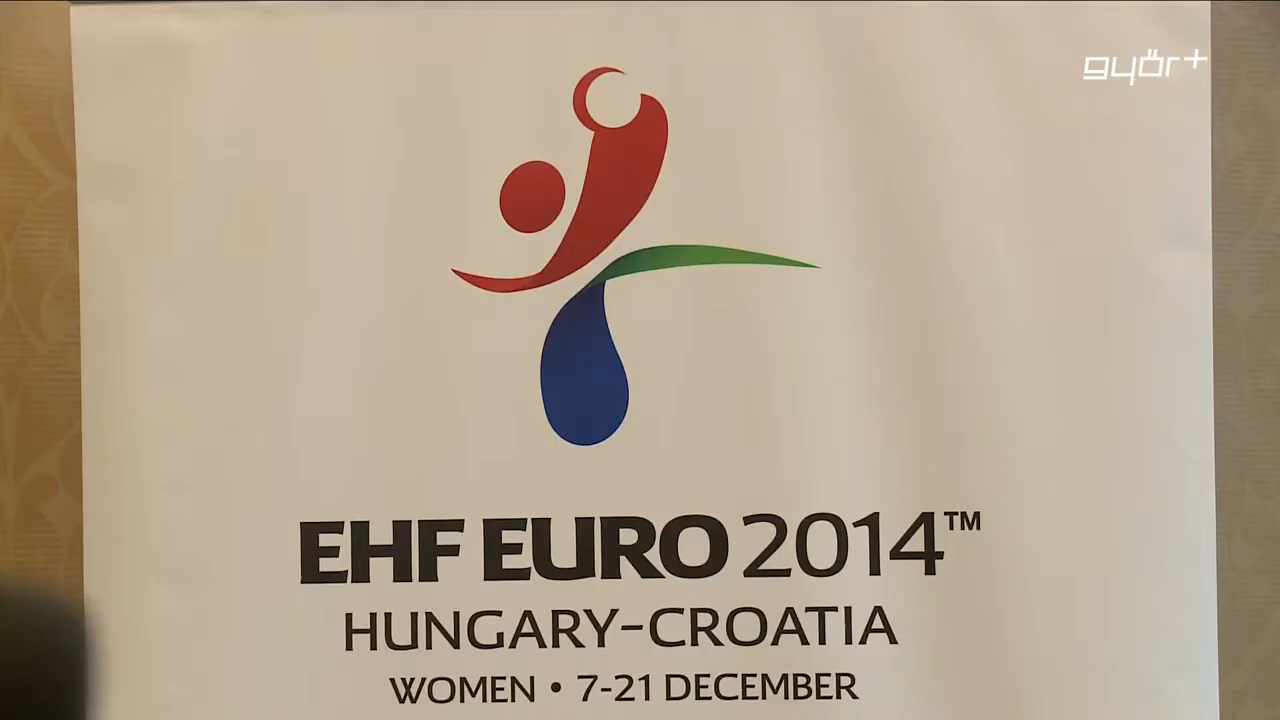 győr+
EHF EURO 2014™
HUNGARY-CROATIA
WOMEN • 7-21 DECEMBER